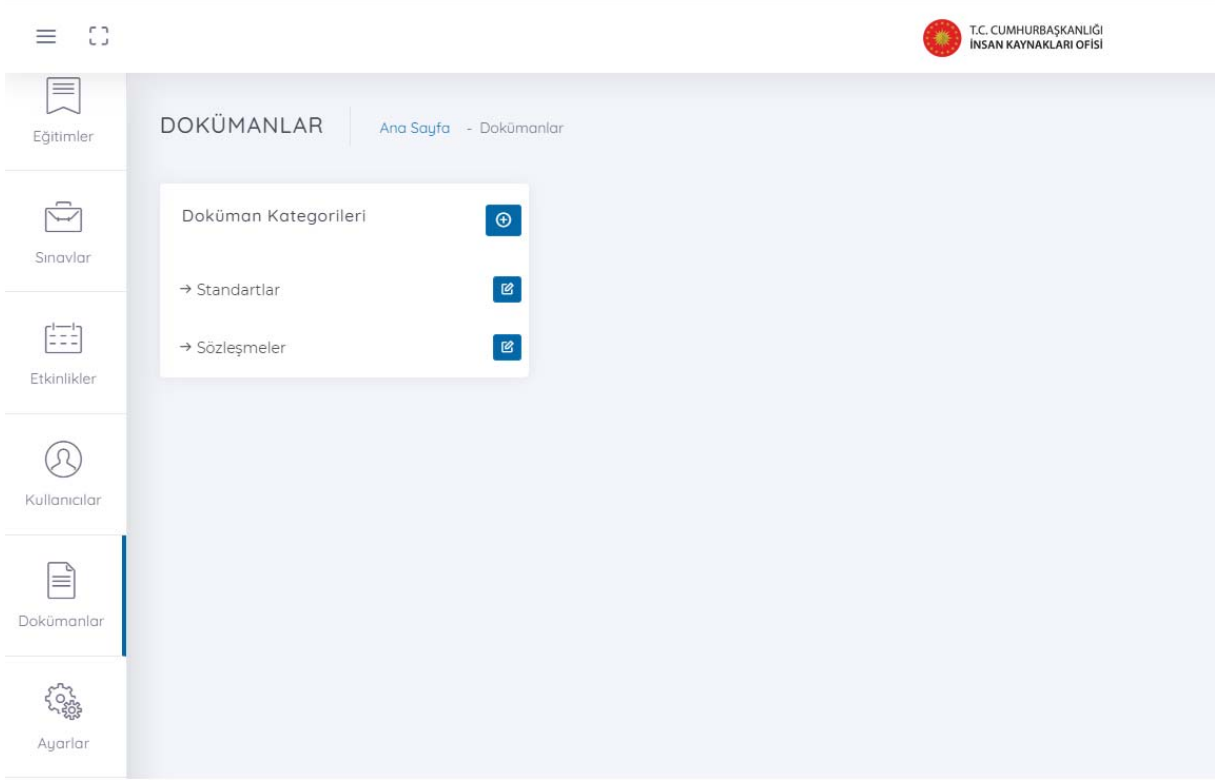 T.C. CUMHURBAŞKANLIĞI
İNSAN KAYNAKLARI OFİSİ
Eğitimler
Sınavlar
Etkinlikler
Kullanıcılar
Dokümanlar
Ayarlar
DOKÜMANLAR
Ana Sayfa - Dokümanlar
Doküman Kategorileri
→ Standartlar
→ Sözleşmeler